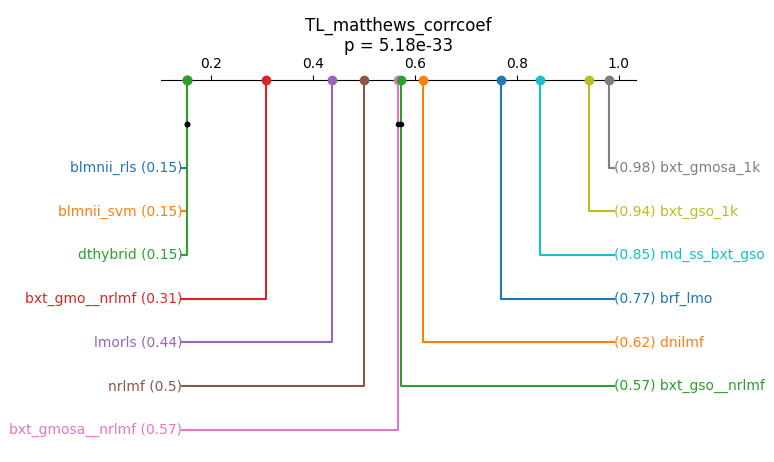 TL_matthews_corrcoef
p = 5.18e-33
0.2 0.4 0.6 0.8 1.0
blmnii_rls (0.15)
(0.98) bxt_gmosa_1k
blmnii_svm (0.15)
(0.94) bxt_gso_1k
dthybrid (0.15)
(0.85) md_ss_bxt_gso
bxt_gmo__nrlmf (0.31)
(0.77) brf_lmo
lmorls (0.44)
(0.62) dnilmf
nrlmf (0.5)
(0.57) bxt_gso__nrlmf
bxt_gmosa__nrlmf (0.57)